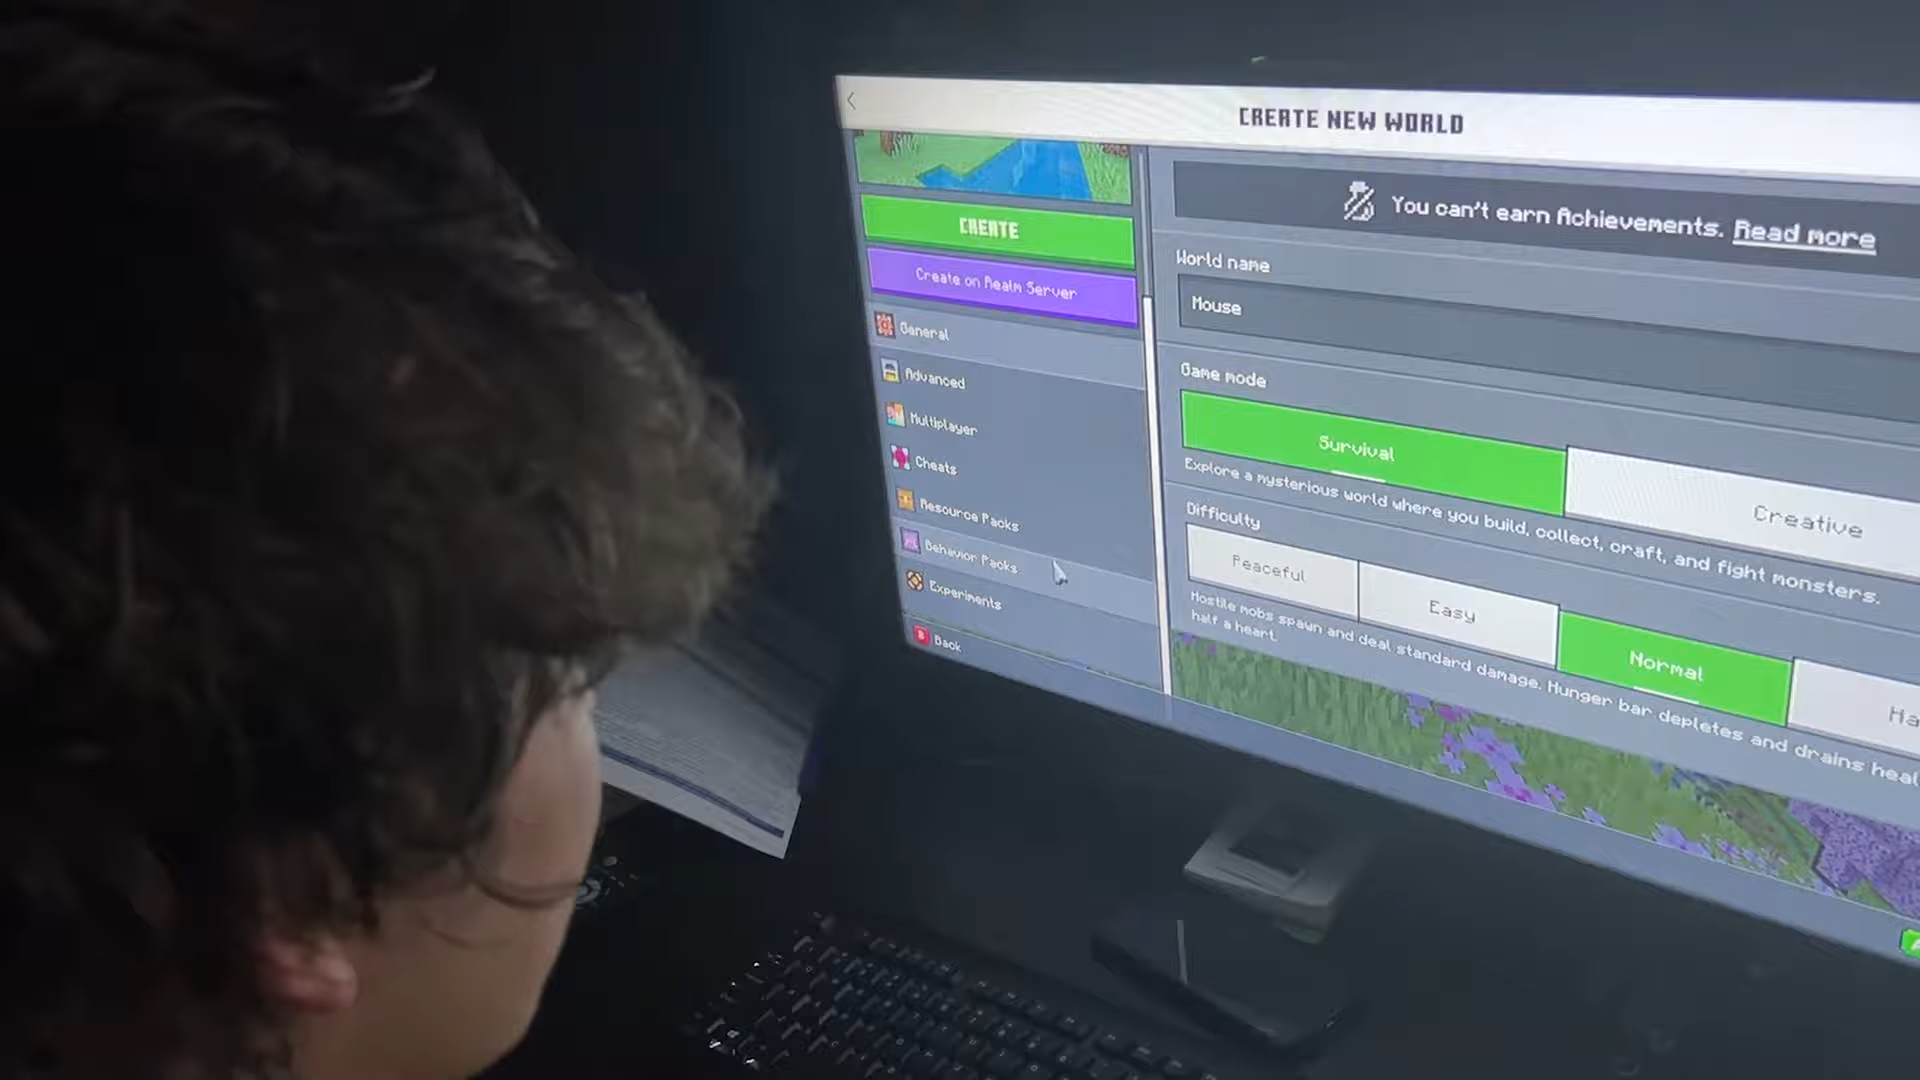 CREATE NEW WORLD
CREATE
Create on Realm Server
General
Advanced
Multiplayer
Cheats
Resource Packs
Behavior Packs
Experiments
B Back
You can't earn Achievements. Read more
World name
Mouse
Game mode
Survival
Creative
Explore a mysterious world where you build, collect, craft, and fight monsters.
Difficulty
Peaceful
Easy
Normal
Ha
Hostile mobs spawn and deal standard damage. Hunger bar depletes and drains heal
half a heart.